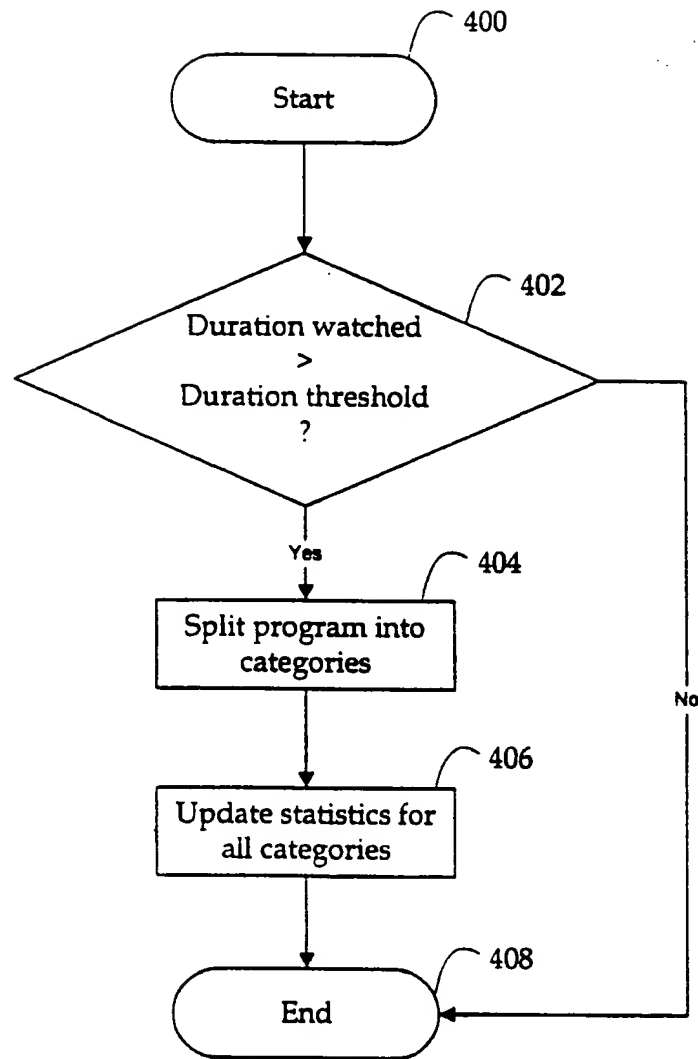 400
Start
402
Duration watched
>
Duration threshold
?
Yes
404
Split program into
categories
No
406
Update statistics for
all categories
408
End